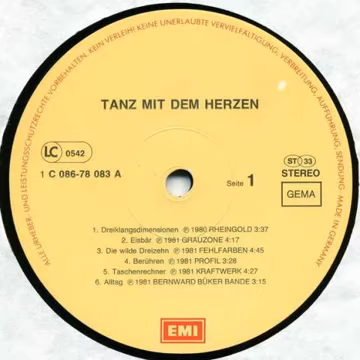 ALLE URHEBER- UND LEISTUNGSSCHUTZRECHTE VORBEHALTEN. KEIN VERLEIH! KEINE UNERLAUBTE VERVIELFÄLTIGUNG, VERBREITUNG, AUFFÜHRUNG, SENDUNG. MADE IN GERMANY
TANZ MIT DEM HERZEN
LC 0542
ST 33
STEREO
1 C 086-78 083 A
Seite 1
GEMA
1. Dreiklangsdimensionen ℗ 1980 RHEINGOLD 3:37
2. Eisbär ℗ 1981 GRAUZONE 4:17
3. Die wilde Dreizehn ℗ 1981 FEHLFARBEN 4:45
4. Berühren ℗ 1981 PROFIL 3:28
5. Taschenrechner ℗ 1981 KRAFTWERK 4:27
6. Alltag ℗ 1981 BERNWARD BÜKER BANDE 3:15
EMI